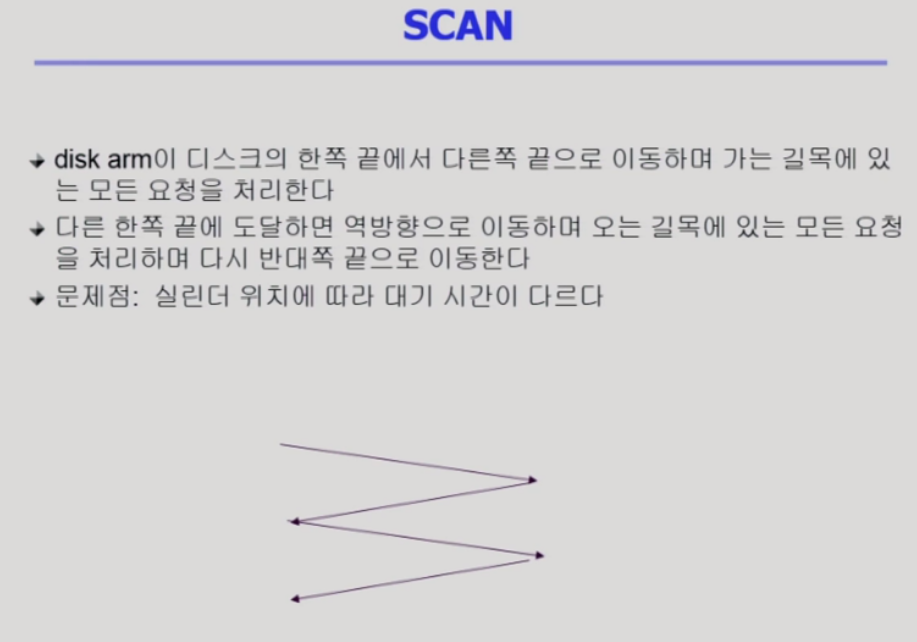 SCAN
disk arm이 디스크의 한쪽 끝에서 다른쪽 끝으로 이동하며 가는 길목에 있
는 모든 요청을 처리한다
다른 한쪽 끝에 도달하면 역방향으로 이동하며 오는 길목에 있는 모든 요청
을 처리하며 다시 반대쪽 끝으로 이동한다
문제점: 실린더 위치에 따라 대기 시간이 다르다